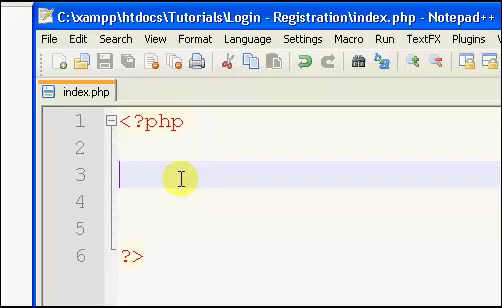 C:\xampp\htdocs\Tutorials\Login - Registration\index.php - Notepad++
File Edit Search View Format Language Settings Macro Run TextFX Plugins
index.php
1 <?php
2
3
4
5
6 ?>